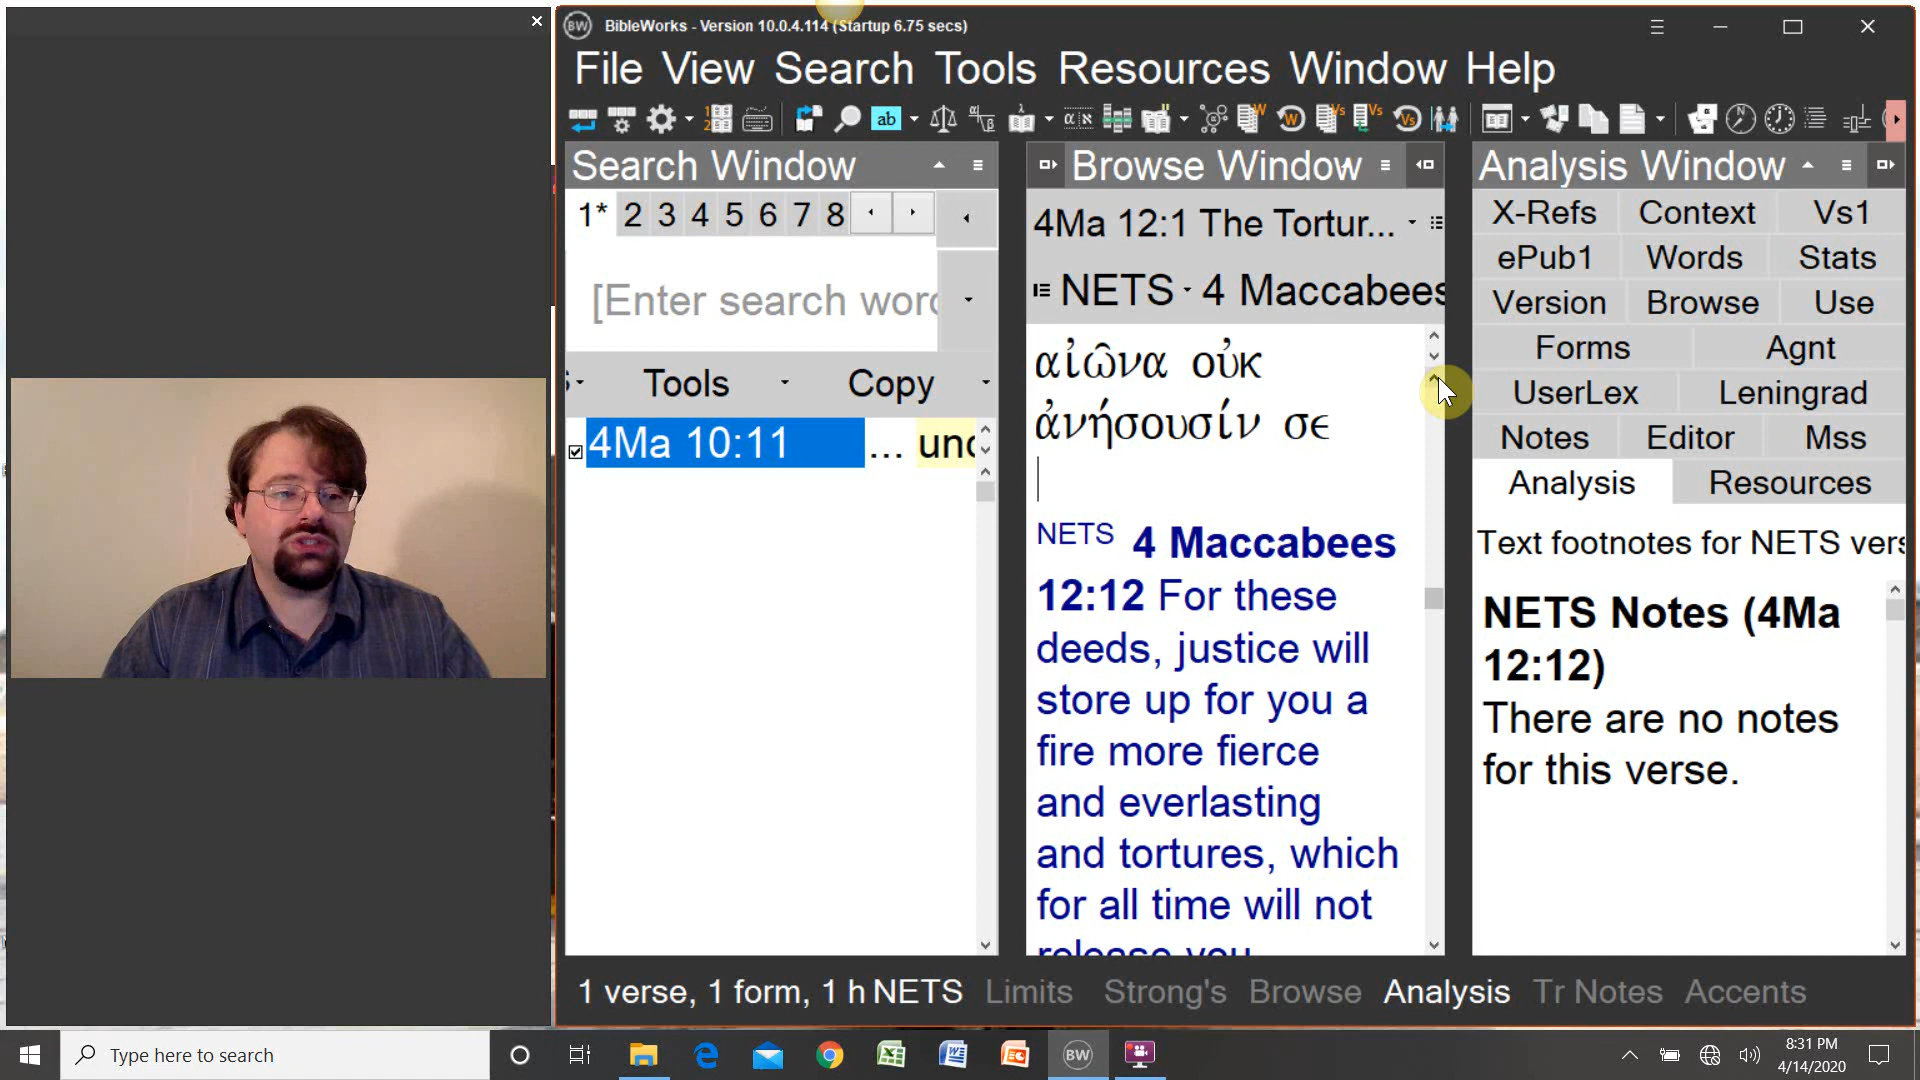 BibleWorks - Version 10.0.4.114 (Startup 6.75 secs)
File View Search Tools Resources Window Help
Search Window
1* 2 3 4 5 6 7 8
[Enter search word
Tools Copy
4Ma 10:11 ... und
Browse Window
4Ma 12:1 The Tortur...
NETS 4 Maccabees
αἰῶνα οὐκ
ἀνήσουσίν σε
NETS 4 Maccabees
12:12 For these
deeds, justice will
store up for you a
fire more fierce
and everlasting
and tortures, which
for all time will not
release you
Analysis Window
X-Refs Context Vs1
ePub1 Words Stats
Version Browse Use
Forms Agnt
UserLex Leningrad
Notes Editor Mss
Analysis Resources
Text footnotes for NETS vers
NETS Notes (4Ma
12:12)
There are no notes
for this verse.
1 verse, 1 form, 1 h NETS Limits Strong's Browse Analysis Tr Notes Accents
Type here to search
BW
8:31 PM
4/14/2020